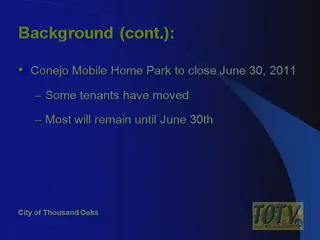 Background (cont.):
• Conejo Mobile Home Park to close June 30, 2011
– Some tenants have moved
– Most will remain until June 30th
City of Thousand Oaks
TOTV